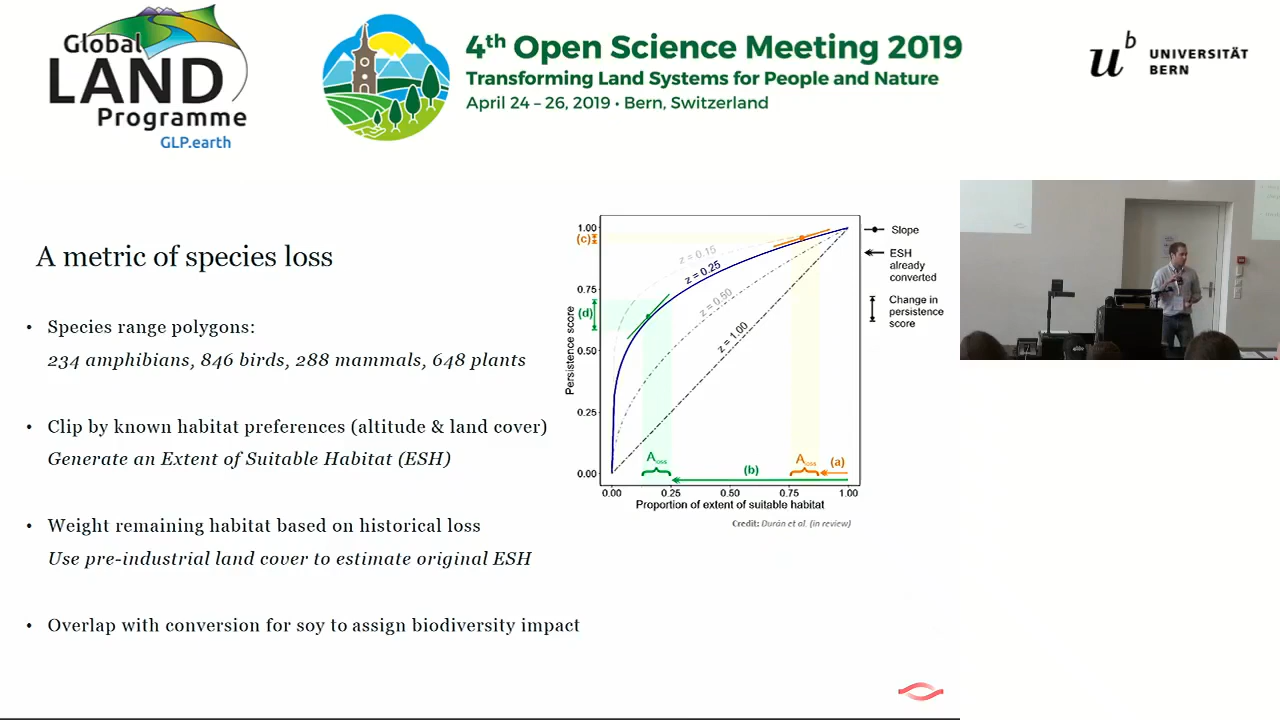 Global
LAND
Programme
GLP.earth
4th Open Science Meeting 2019
Transforming Land Systems for People and Nature
April 24 – 26, 2019 • Bern, Switzerland
u b
UNIVERSITÄT
BERN
A metric of species loss
• Species range polygons:
234 amphibians, 846 birds, 288 mammals, 648 plants
• Clip by known habitat preferences (altitude & land cover)
Generate an Extent of Suitable Habitat (ESH)
• Weight remaining habitat based on historical loss
Use pre-industrial land cover to estimate original ESH
• Overlap with conversion for soy to assign biodiversity impact
Persistence score
1.00
0.75
0.50
0.25
0.00
(c)
(d)
z = 0.15
z = 0.25
z = 0.50
z = 1.00
Aloss
(b)
Aloss
(a)
0.00 0.25 0.50 0.75 1.00
Proportion of extent of suitable habitat
Slope
ESH
already
converted
Change in
persistence
score
Credit: Durán et al. (in review)